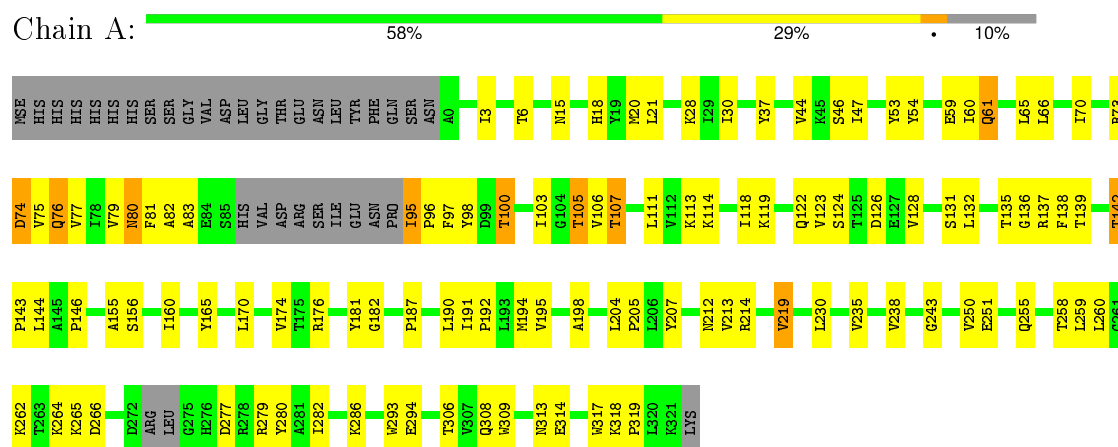 Chain A:
58% 29% • 10%
MSE HIS HIS HIS HIS HIS HIS SER SER GLY VAL ASP LEU GLY THR GLU ASN LEU TYR PHE GLN SER ASN A0 I3 T6 N15 H18 Y19 M20 L21 K28 I29 I30 Y37 V44 K45 S46 I47 Y53 Y54 E59 I60 Q61 L65 L66 I70
D74 V75 Q76 V77 I78 V79 N80 F81 A82 A83 E84 S85 HIS VAL ASP ARG SER ILE GLU ASN PRO I95 P96 F97 Y98 D99 T100 I103 G104 T105 V106 T107 L111 V112 K113 K114 I118 K119 Q122 V123 S124 T125 D126 E127 V128 S131 L132 T135 G136 R137 F138 T139 T142
P143 L144 A145 P146 A155 S156 I160 Y165 L170 V174 T175 R176 Y181 G182 P187 L190 I191 P192 L193 M194 V195 A198 L204 P205 L206 Y207 N212 V213 R214 V219 L230 V235 V238 G243 V250 E251 Q255 T258 L259 L260
K262 T263 K264 K265 D266 D272 ARG LEU G275 H276 D277 R278 R279 Y280 A281 I282 K286 W293 E294 T306 V307 Q308 W309 N313 E314 W317 K318 P319 L320 K321 LYS